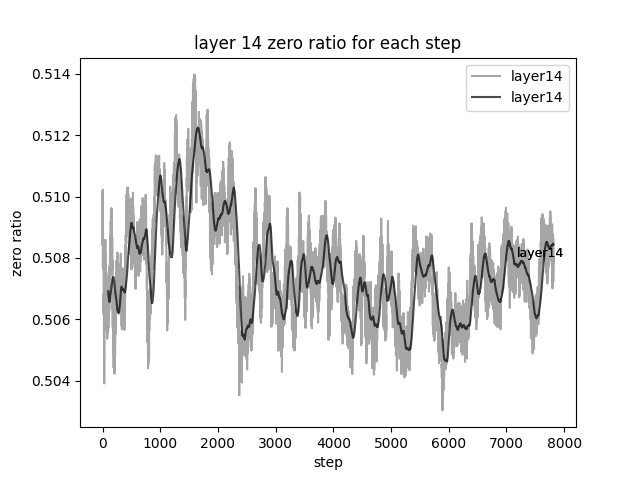 layer 14 zero ratio for each step
layer14
layer14
0.514
0.512
0.510
0.508
0.506
0.504
zero ratio
layer14
0
1000
2000
3000
4000
5000
6000
7000
8000
step